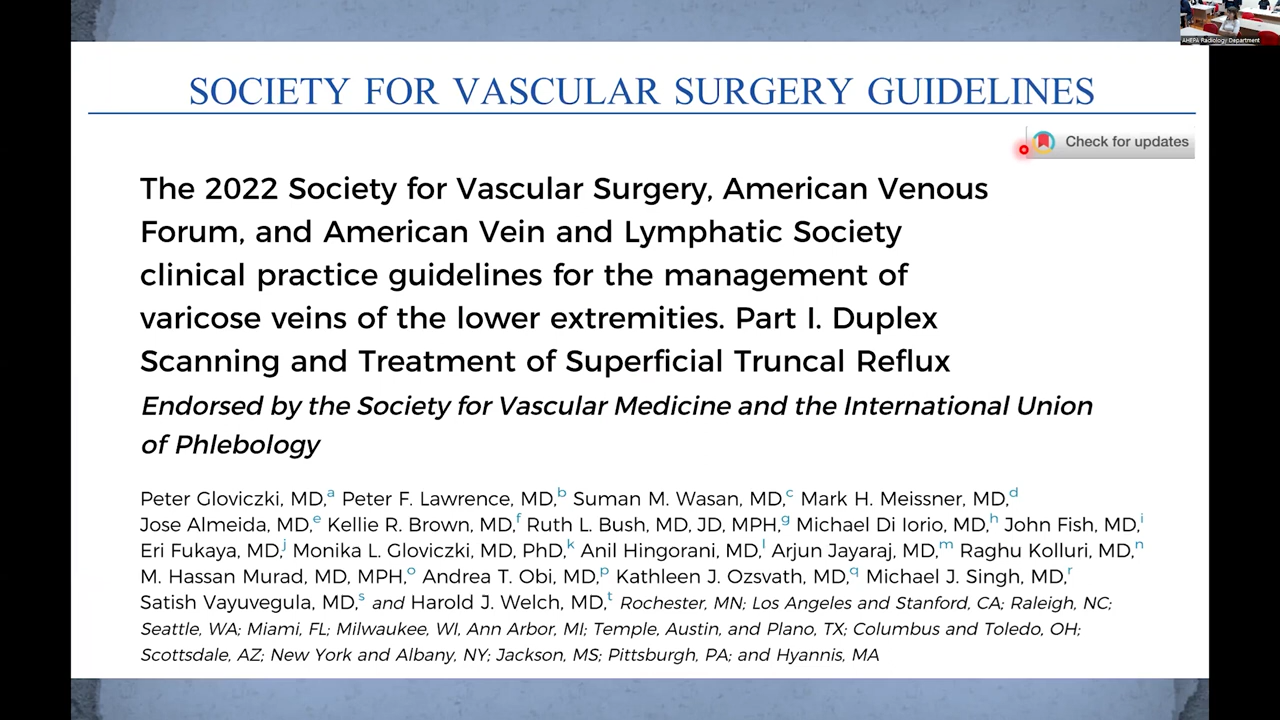 AHEPA Radiology Department
SOCIETY FOR VASCULAR SURGERY GUIDELINES
Check for updates
The 2022 Society for Vascular Surgery, American Venous
Forum, and American Vein and Lymphatic Society
clinical practice guidelines for the management of
varicose veins of the lower extremities. Part I. Duplex
Scanning and Treatment of Superficial Truncal Reflux
Endorsed by the Society for Vascular Medicine and the International Union
of Phlebology
Peter Gloviczki, MD,ᵃ Peter F. Lawrence, MD,ᵇ Suman M. Wasan, MD,ᶜ Mark H. Meissner, MD,ᵈ
Jose Almeida, MD,ᵉ Kellie R. Brown, MD,ᶠ Ruth L. Bush, MD, JD, MPH,ᵍ Michael Di Iorio, MD,ʰ John Fish, MD,ⁱ
Eri Fukaya, MD,ʲ Monika L. Gloviczki, MD, PhD,ᵏ Anil Hingorani, MD,ˡ Arjun Jayaraj, MD,ᵐ Raghu Kolluri, MD,ⁿ
M. Hassan Murad, MD, MPH,ᵒ Andrea T. Obi, MD,ᵖ Kathleen J. Ozsvath, MD,q Michael J. Singh, MD,ʳ
Satish Vayuvegula, MD,ˢ and Harold J. Welch, MD,ᵗ Rochester, MN; Los Angeles and Stanford, CA; Raleigh, NC;
Seattle, WA; Miami, FL; Milwaukee, WI, Ann Arbor, MI; Temple, Austin, and Plano, TX; Columbus and Toledo, OH;
Scottsdale, AZ; New York and Albany, NY; Jackson, MS; Pittsburgh, PA; and Hyannis, MA